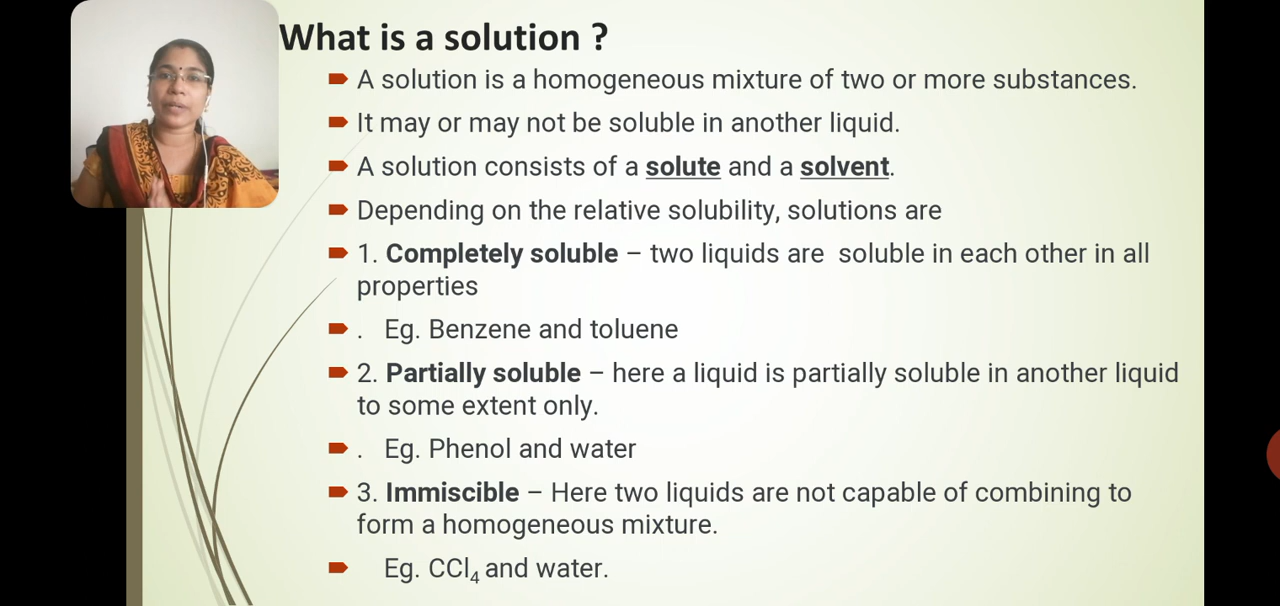 What is a solution ?
A solution is a homogeneous mixture of two or more substances.
It may or may not be soluble in another liquid.
A solution consists of a solute and a solvent.
Depending on the relative solubility, solutions are
1. Completely soluble – two liquids are  soluble in each other in all
properties
.   Eg. Benzene and toluene
2. Partially soluble – here a liquid is partially soluble in another liquid
to some extent only.
.   Eg. Phenol and water
3. Immiscible – Here two liquids are not capable of combining to
form a homogeneous mixture.
Eg. CCl₄ and water.